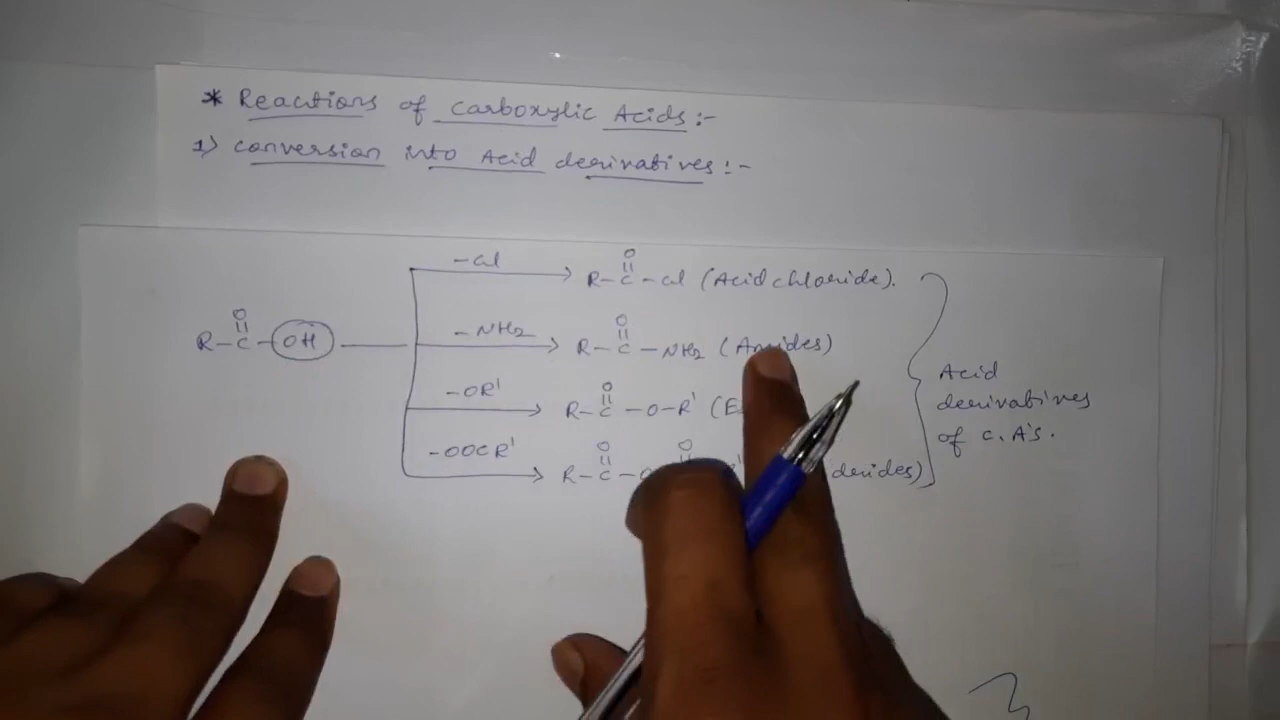 * Reactions of carboxylic Acids:-
1) conversion into Acid derivatives:-
O
-Cl → R-C-Cl (Acid chloride).
O
R-C-OH
O
-NH2 → R-C-NH2 (Amides)
O
-OR' → R-C-O-R' (E
O O
-OOCR' → R-C-O R' derides)
Acid
derivatives
of C.A's.